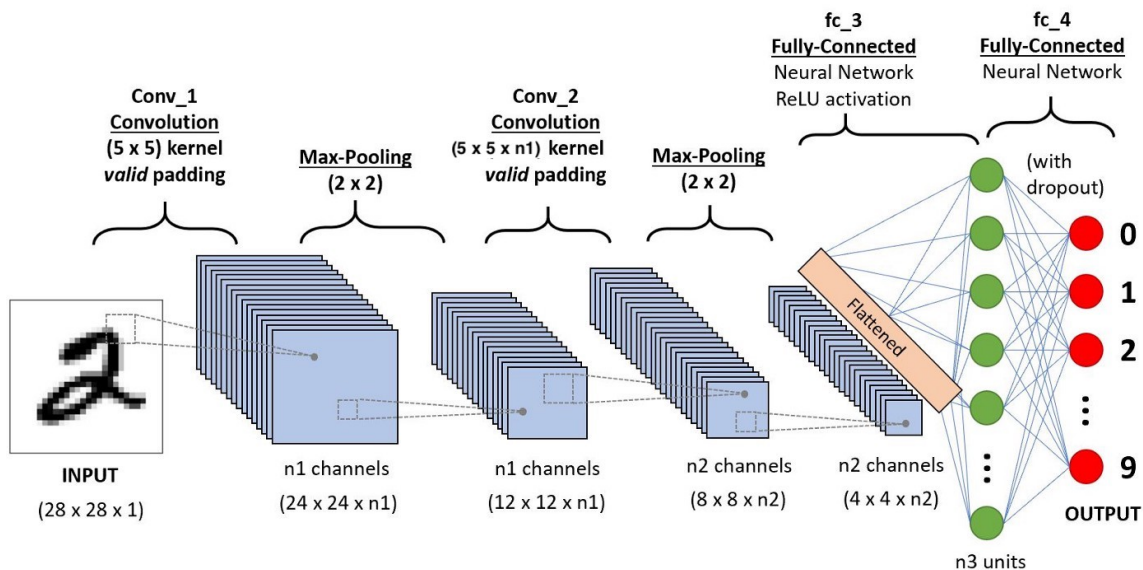 Conv_1
Convolution
(5 x 5) kernel
valid padding
Max-Pooling
(2 x 2)
Conv_2
Convolution
(5 x 5 x n1) kernel
valid padding
Max-Pooling
(2 x 2)
fc_3
Fully-Connected
Neural Network
ReLU activation
fc_4
Fully-Connected
Neural Network
(with
dropout)
Flattened
0
1
2
9
OUTPUT
INPUT
(28 x 28 x 1)
n1 channels
(24 x 24 x n1)
n1 channels
(12 x 12 x n1)
n2 channels
(8 x 8 x n2)
n2 channels
(4 x 4 x n2)
n3 units
2